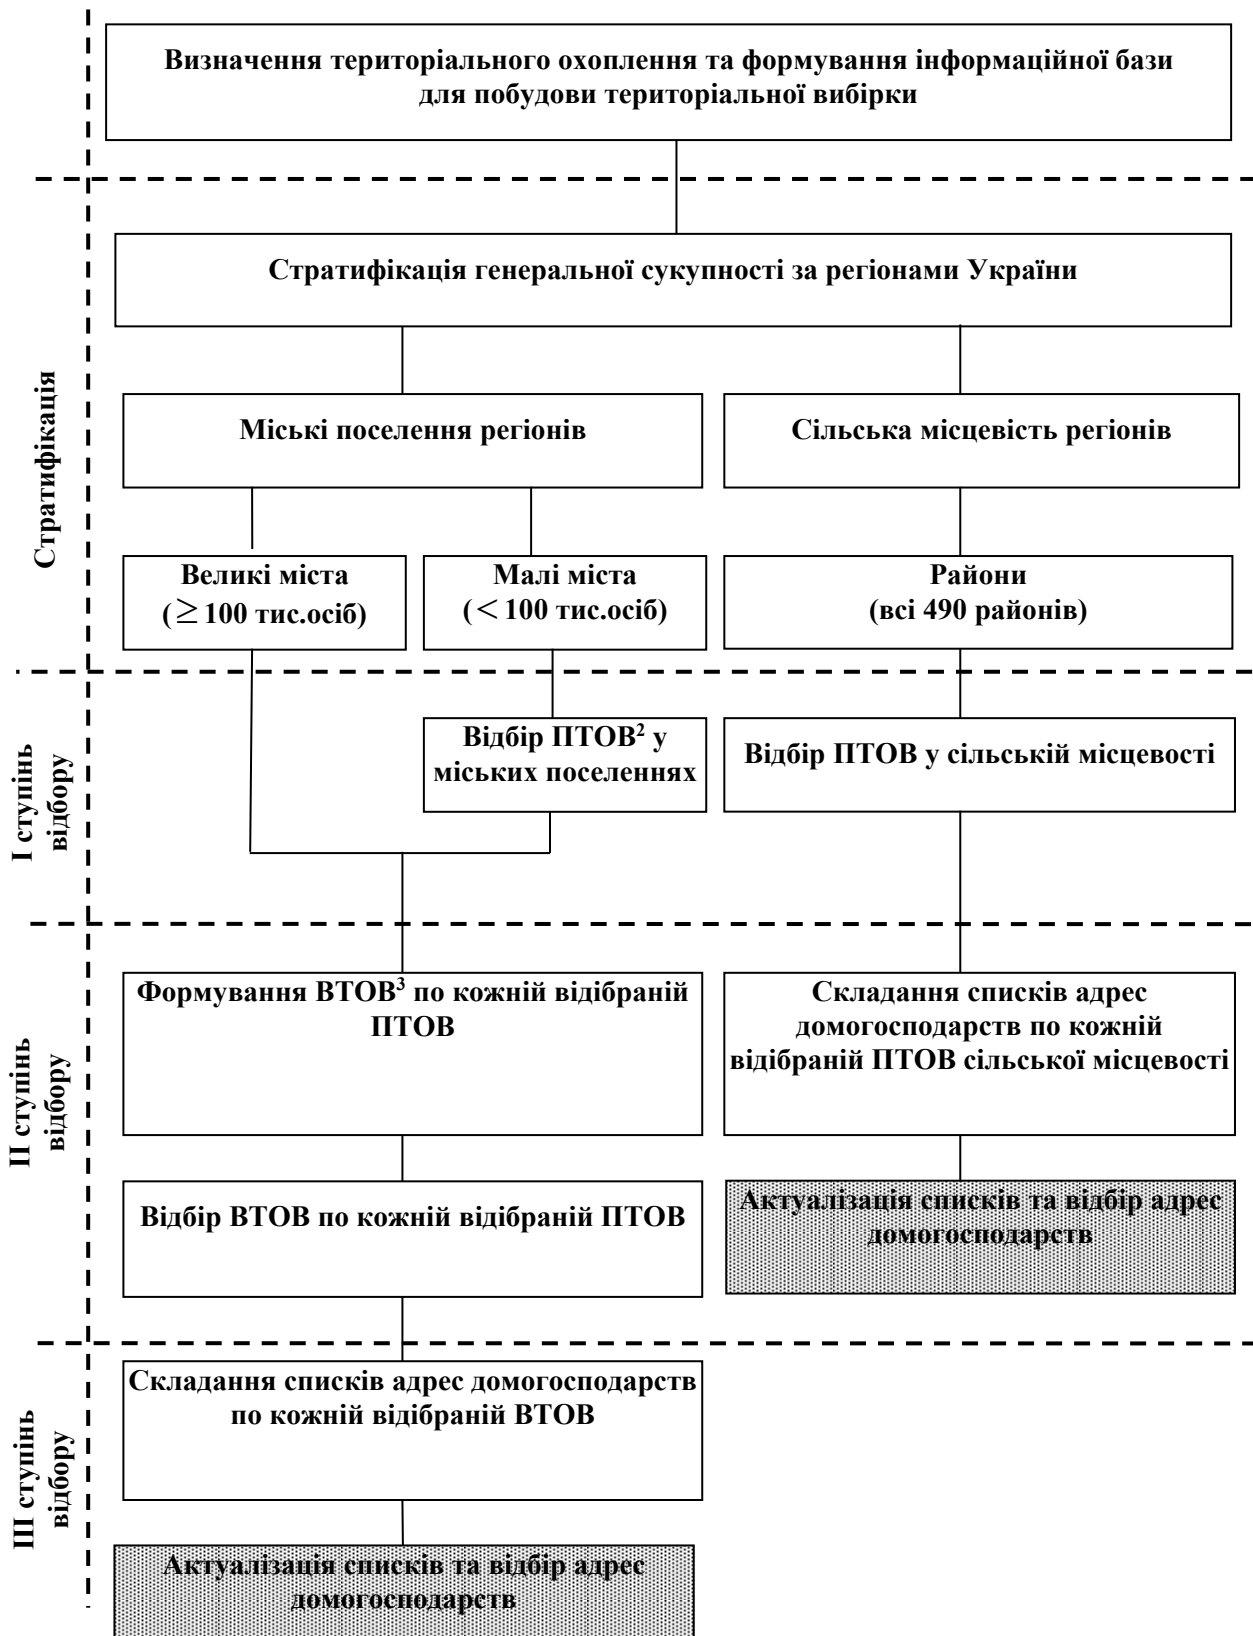 Визначення територіального охоплення та формування інформаційної бази
для побудови територіальної вибірки
Стратифікація
Стратифікація генеральної сукупності за регіонами України
Міські поселення регіонів
Сільська місцевість регіонів
Великі міста
(≥ 100 тис.осіб)
Малі міста
(< 100 тис.осіб)
Райони
(всі 490 районів)
І ступінь
відбору
Відбір ПТОВ² у
міських поселеннях
Відбір ПТОВ у сільській місцевості
ІІ ступінь
відбору
Формування ВТОВ³ по кожній відібраній
ПТОВ
Складання списків адрес
домогосподарств по кожній
відібраній ПТОВ сільської місцевості
Відбір ВТОВ по кожній відібраній ПТОВ
Актуалізація списків та відбір адрес
домогосподарств
ІІІ ступінь
відбору
Складання списків адрес домогосподарств
по кожній відібраній ВТОВ
Актуалізація списків та відбір адрес
домогосподарств